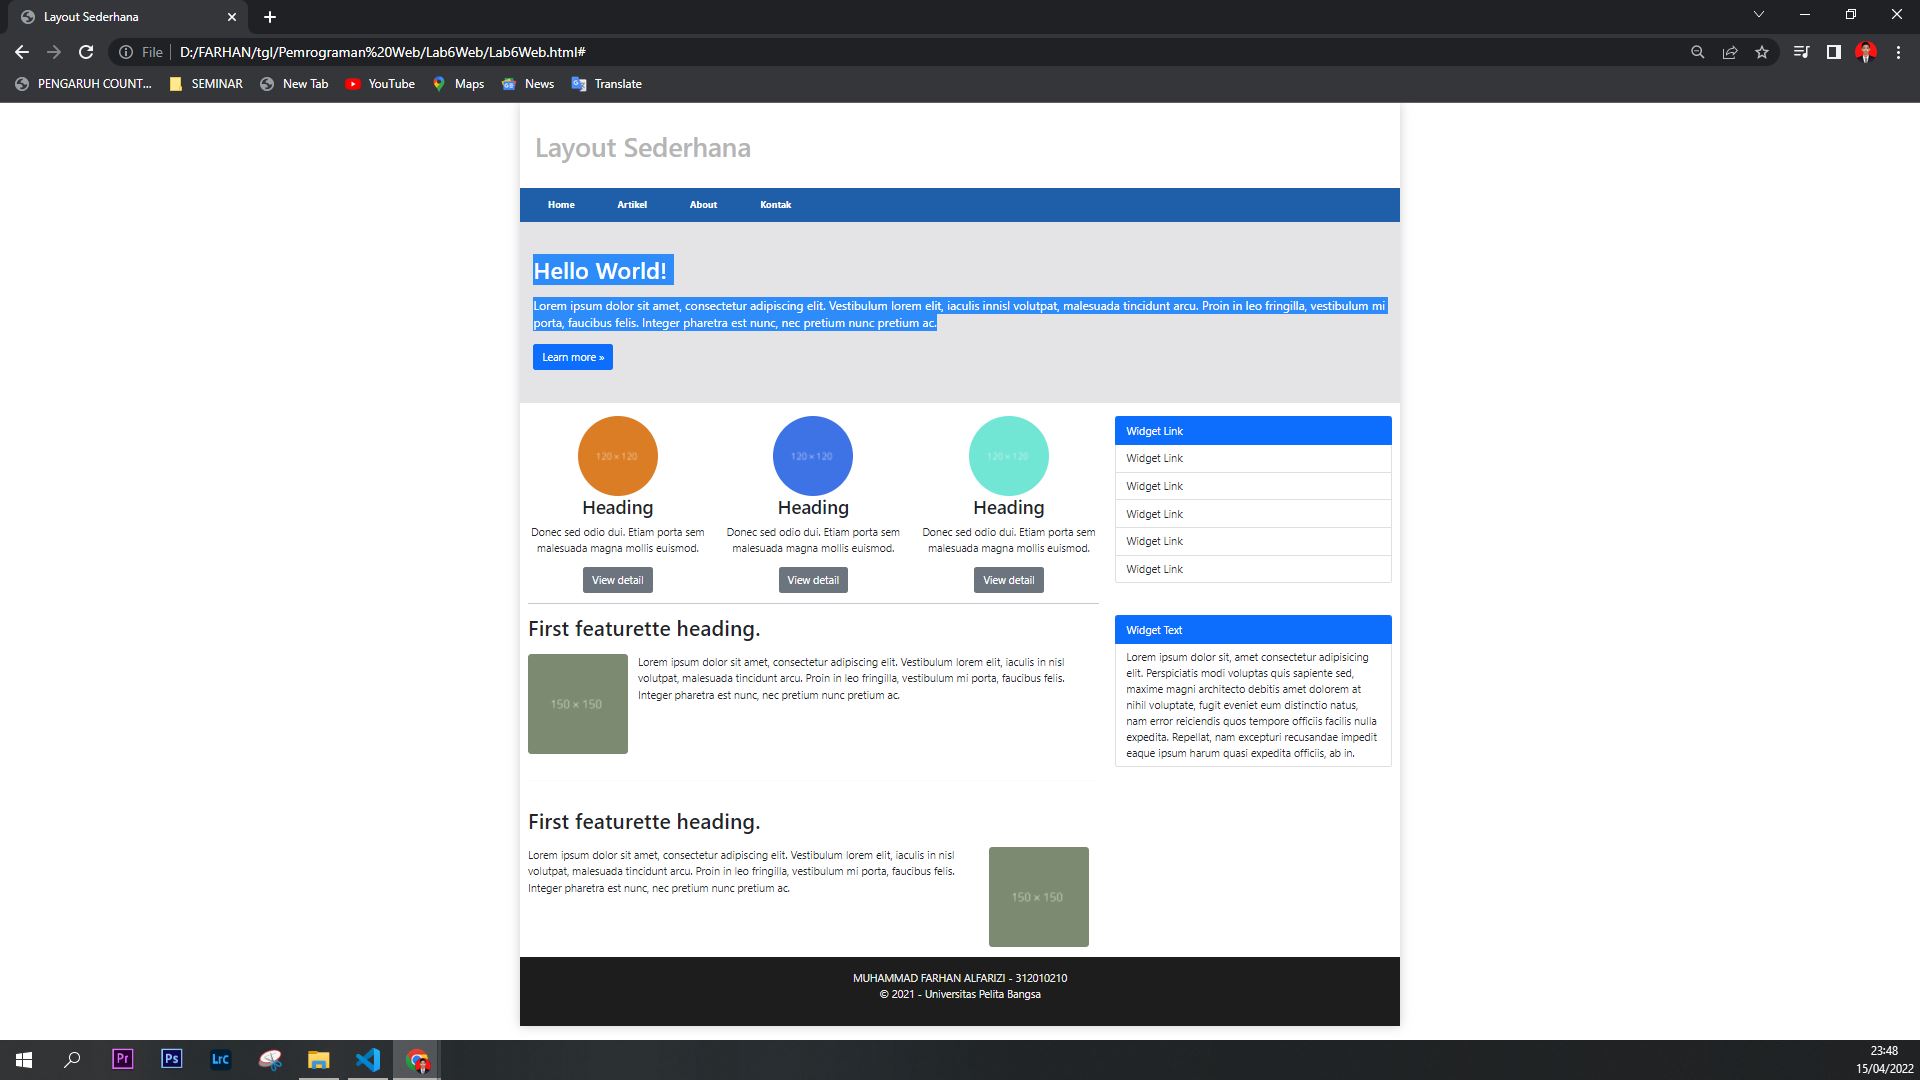 Layout Sederhana
File
D:/FARHAN/tgl/Pemrograman%20Web/Lab6Web/Lab6Web.html#
PENGARUH COUNT...
SEMINAR
New Tab
YouTube
Maps
News
Translate
Layout Sederhana
Home
Artikel
About
Kontak
Hello World!
Lorem ipsum dolor sit amet, consectetur adipiscing elit. Vestibulum lorem elit, iaculis innisl volutpat, malesuada tincidunt arcu. Proin in leo fringilla, vestibulum mi
porta, faucibus felis. Integer pharetra est nunc, nec pretium nunc pretium ac.
Learn more »
120 × 120
Heading
Donec sed odio dui. Etiam porta sem
malesuada magna mollis euismod.
View detail
120 × 120
Heading
Donec sed odio dui. Etiam porta sem
malesuada magna mollis euismod.
View detail
120 × 120
Heading
Donec sed odio dui. Etiam porta sem
malesuada magna mollis euismod.
View detail
First featurette heading.
150 × 150
Lorem ipsum dolor sit amet, consectetur adipiscing elit. Vestibulum lorem elit, iaculis in nisl
volutpat, malesuada tincidunt arcu. Proin in leo fringilla, vestibulum mi porta, faucibus felis.
Integer pharetra est nunc, nec pretium nunc pretium ac.
First featurette heading.
Lorem ipsum dolor sit amet, consectetur adipiscing elit. Vestibulum lorem elit, iaculis in nisl
volutpat, malesuada tincidunt arcu. Proin in leo fringilla, vestibulum mi porta, faucibus felis.
Integer pharetra est nunc, nec pretium nunc pretium ac.
150 × 150
Widget Link
Widget Link
Widget Link
Widget Link
Widget Link
Widget Link
Widget Text
Lorem ipsum dolor sit, amet consectetur adipisicing
elit. Perspiciatis modi voluptas quis sapiente sed,
maxime magni architecto debitis amet dolorem at
nihil voluptate, fugit eveniet eum distinctio natus,
nam error reiciendis quos tempore officiis facilis nulla
expedita. Repellat, nam excepturi recusandae impedit
eaque ipsum harum quasi expedita officiis, ab in.
MUHAMMAD FARHAN ALFARIZI - 312010210
© 2021 - Universitas Pelita Bangsa
Pr
Ps
Lrc
23:48
15/04/2022